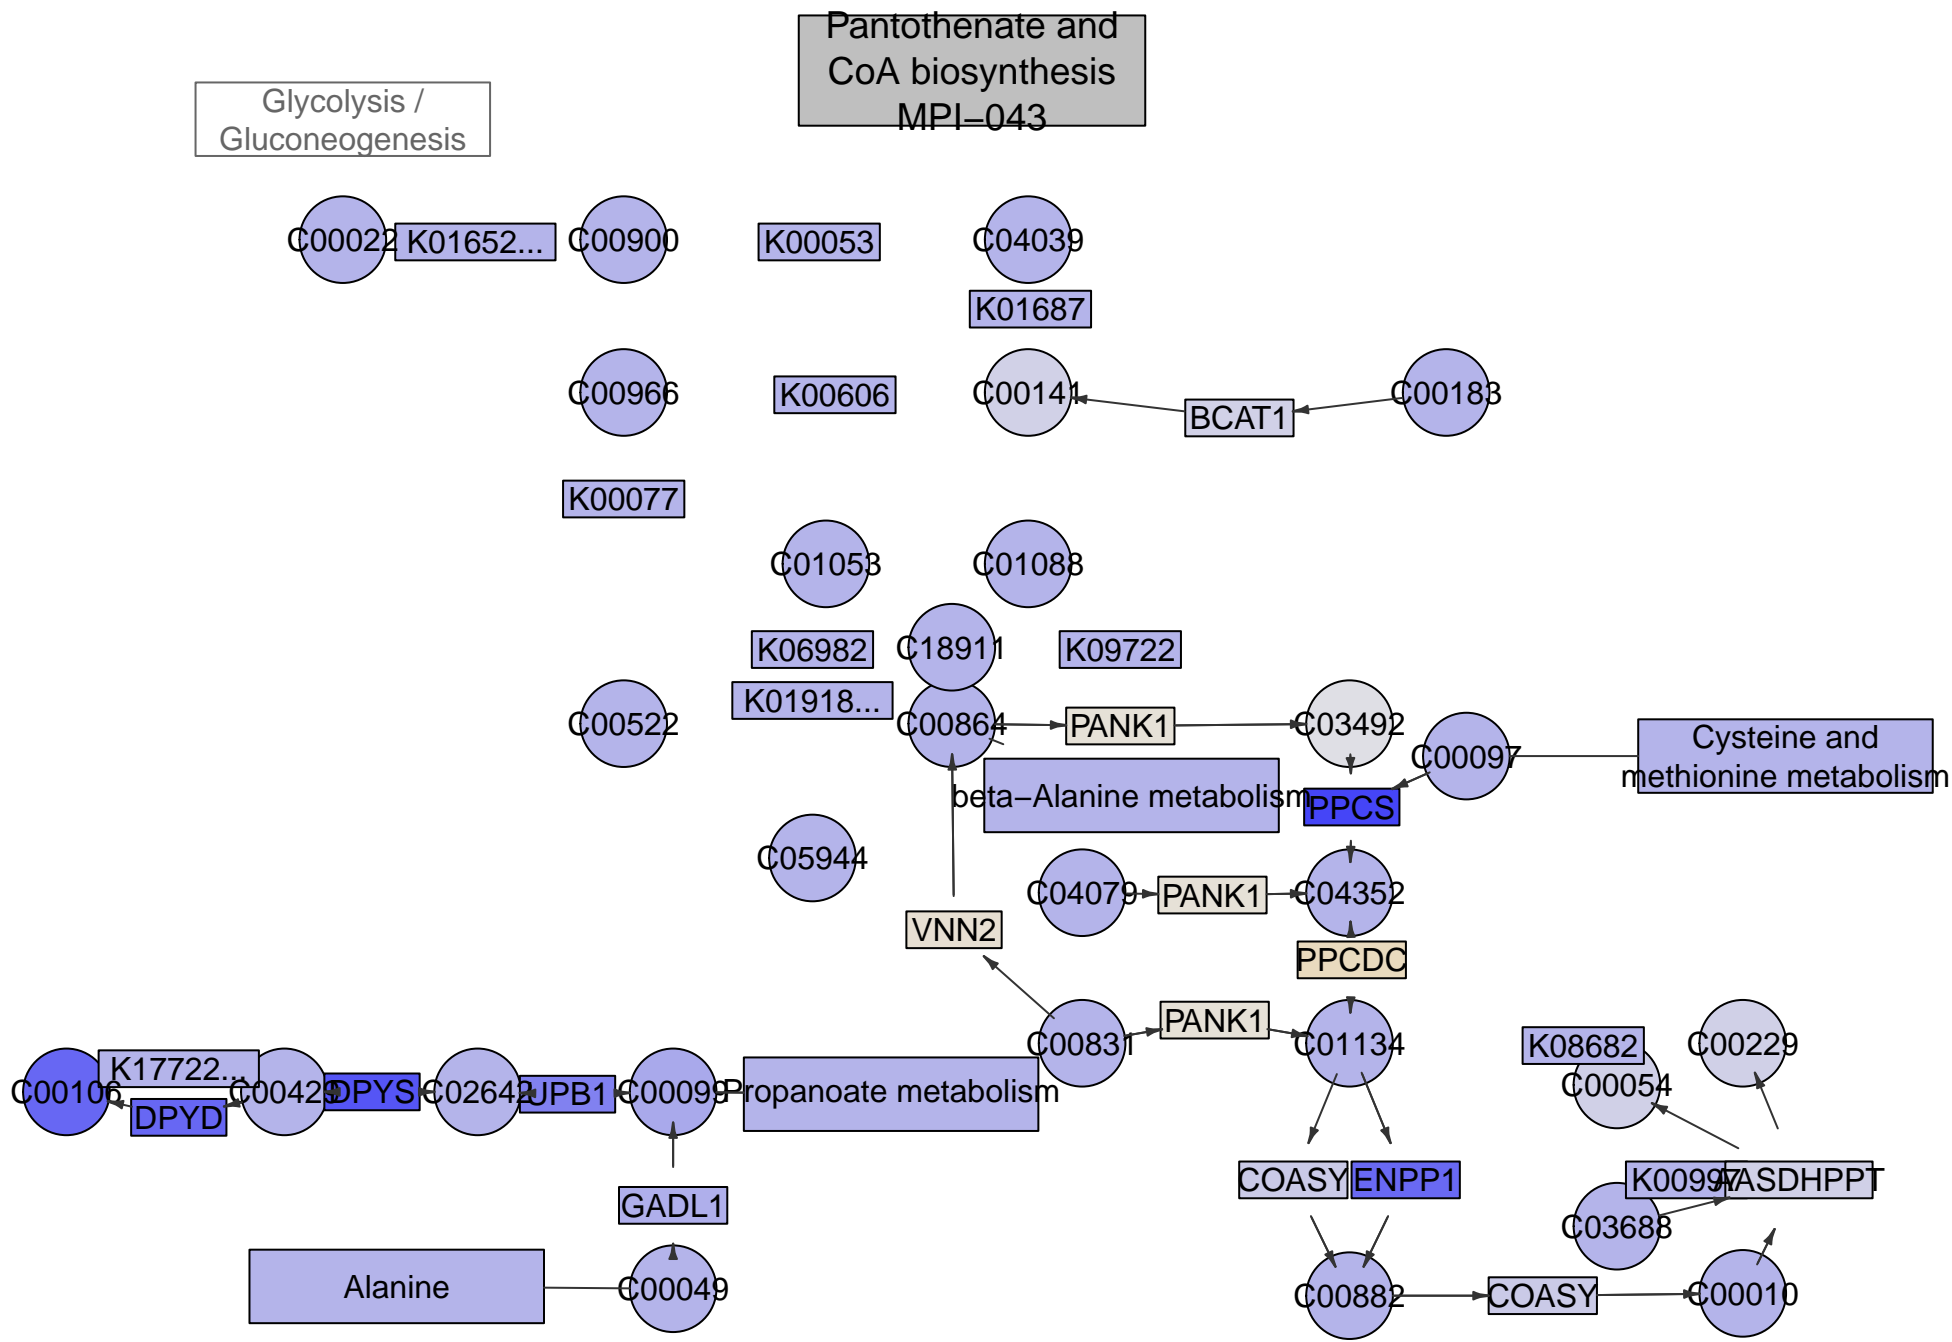 Pantothenate and
CoA biosynthesis
MPI−043
Glycolysis /
Gluconeogenesis
C00022
K01652...
C00900
K00053
C04039
K01687
C00966
K00606
C00141
BCAT1
C00183
K00077
C01053
C01088
K06982
C18911
K09722
K01918...
C00522
C00864
PANK1
C03492
C00097
Cysteine and
methionine metabolism
beta−Alanine metabolism
PPCS
C05944
C04079
PANK1
C04352
VNN2
PPCDC
C00831
PANK1
C01134
K08682
C00229
C00054
C00106
K17722...
DPYD
C00429
DPYS
C02642
UPB1
C00099
Propanoate metabolism
COASY
ENPP1
K00997
AASDHPPT
GADL1
C03688
Alanine
C00049
C00882
COASY
C00010